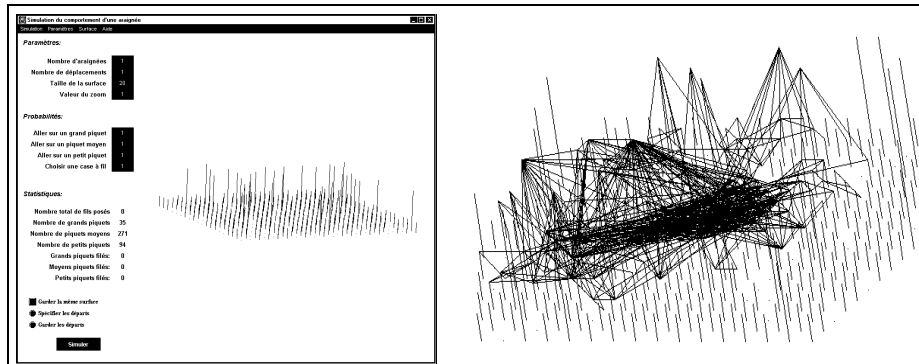 Simulation du comportement d'une araignée
Simulation Paramètres Surface Aide
Paramètres:
Nombre d'araignées 1
Nombre de déplacements 1
Taille de la surface 20
Valeur du zoom 1
Probabilités:
Aller sur un grand piquet 1
Aller sur un piquet moyen 1
Aller sur un petit piquet 1
Choisir une case à fil 1
Statistiques:
Nombre total de fils posés 0
Nombre de grands piquets 35
Nombre de piquets moyens 271
Nombre de petits piquets 94
Grands piquets filés: 0
Moyens piquets filés: 0
Petits piquets filés: 0
Garder la même surface
Spécifier les départs
Garder les départs
Simuler